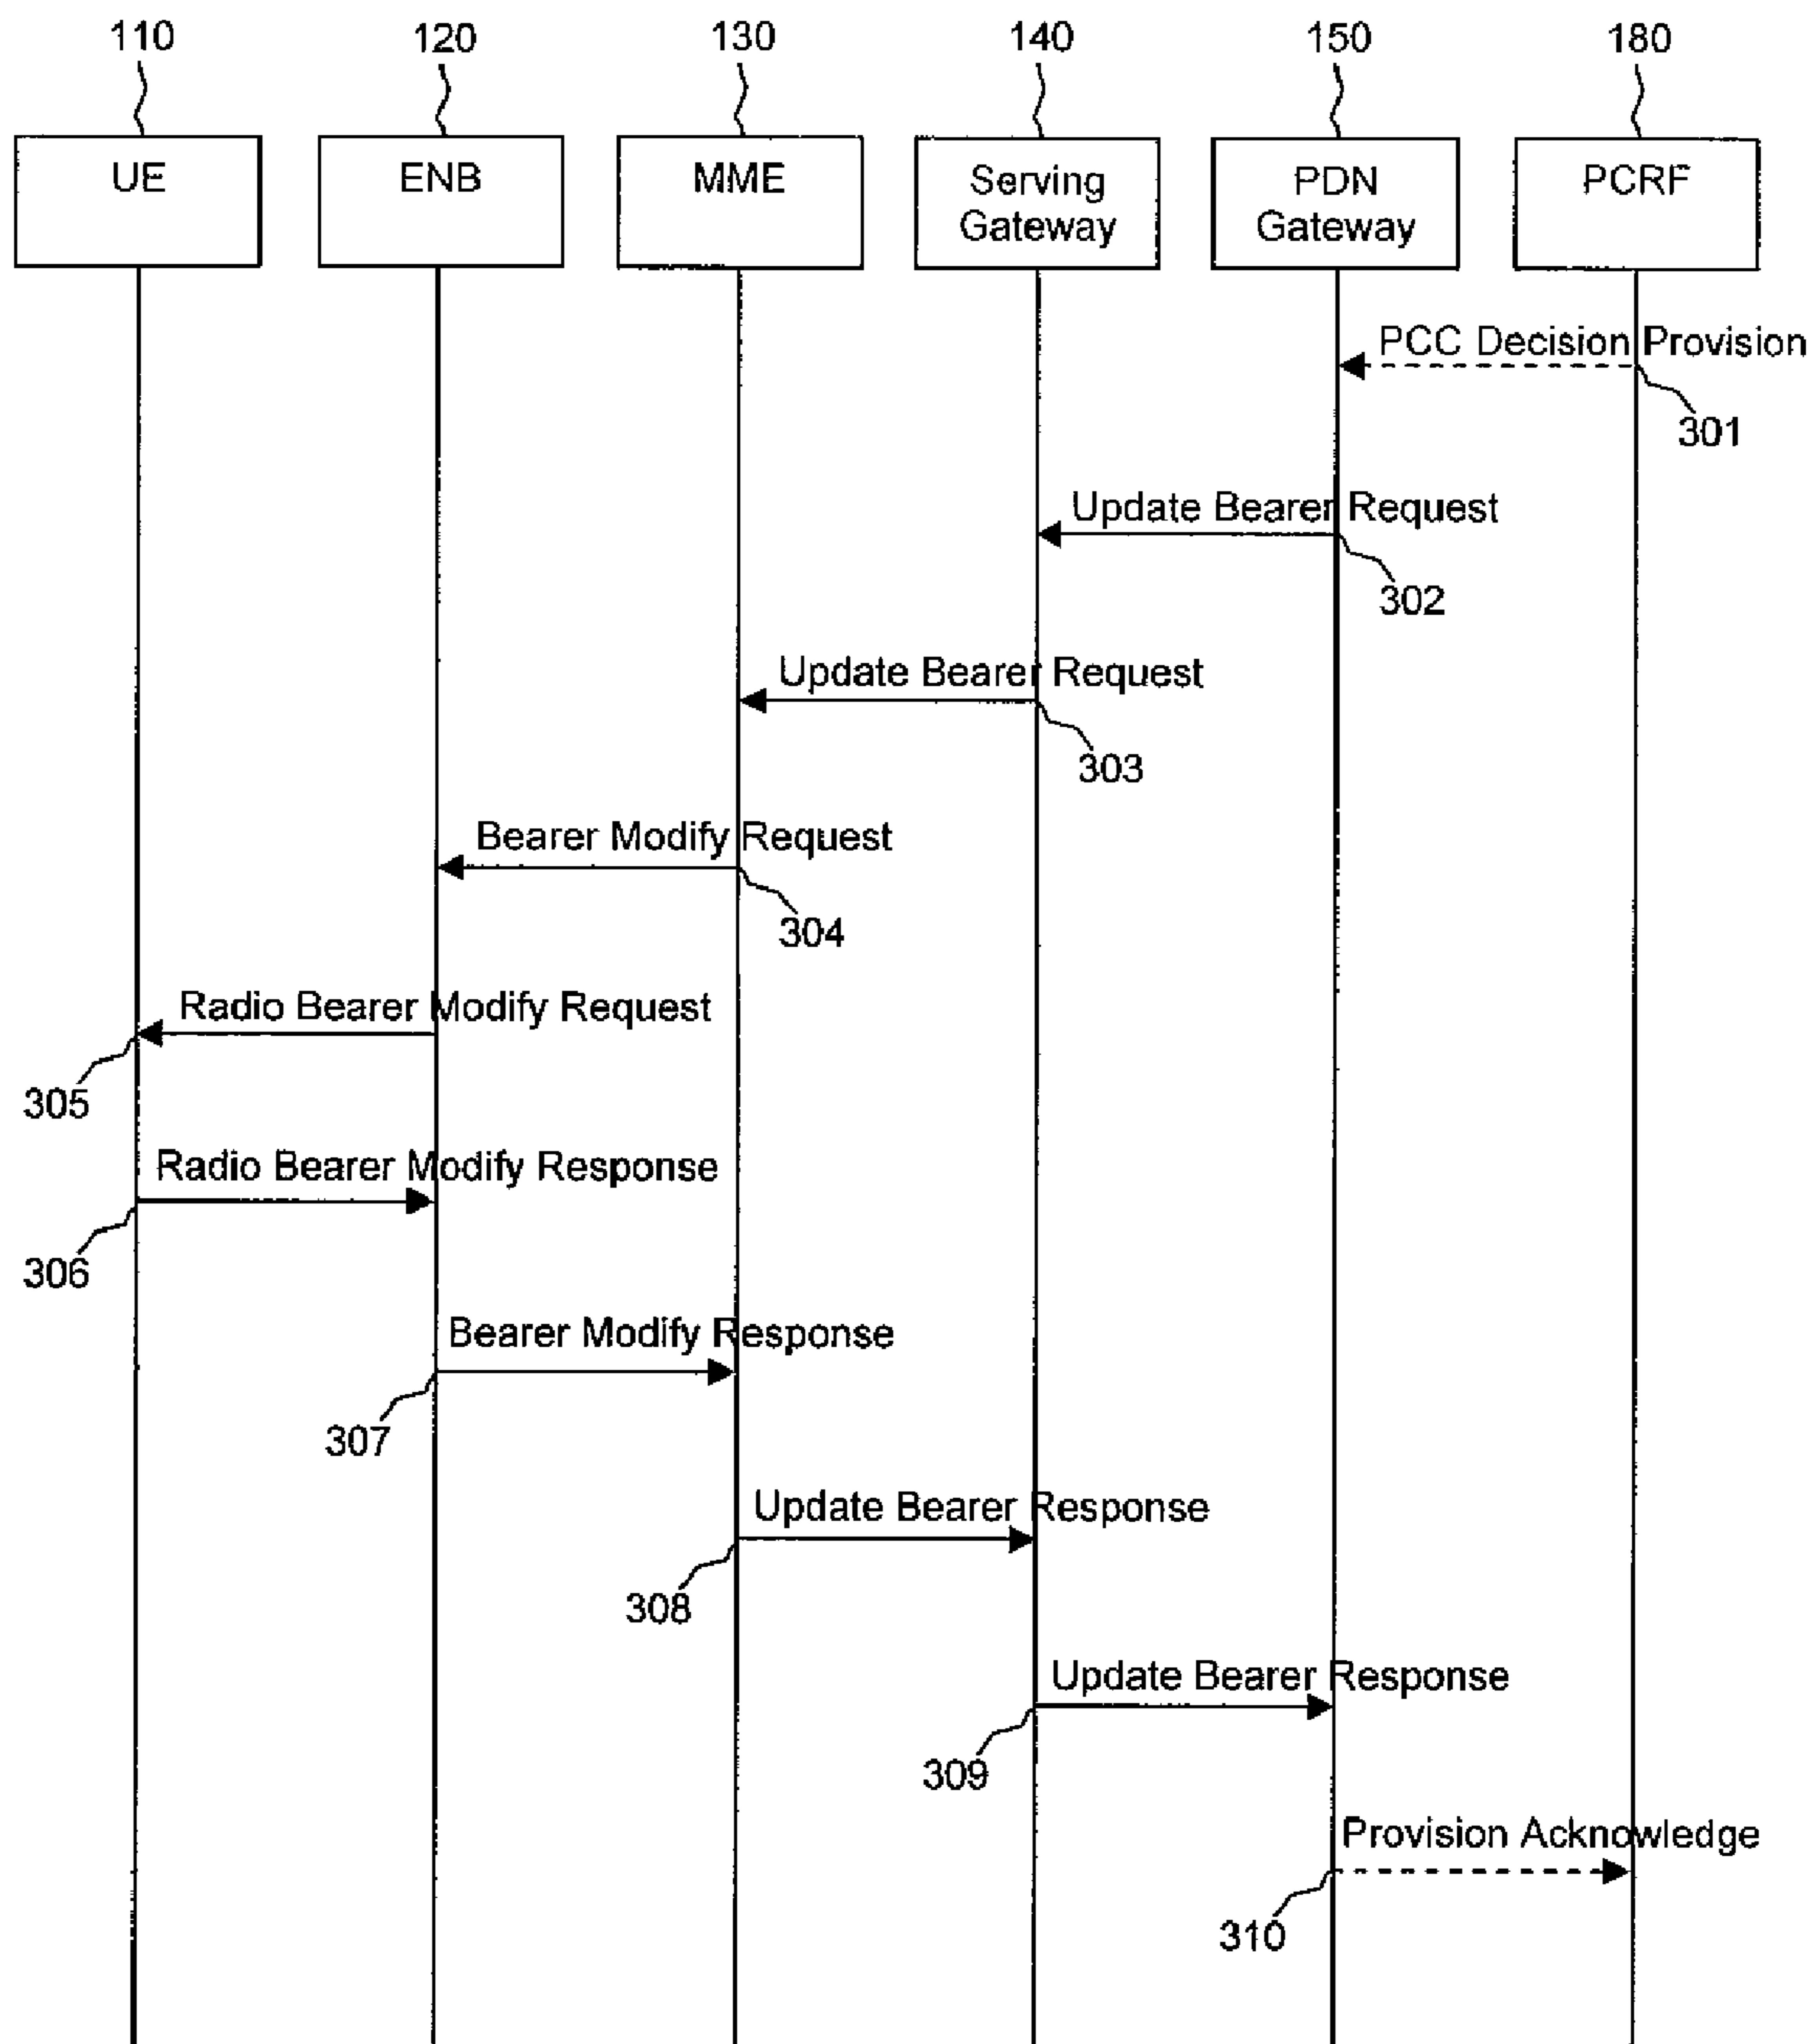 110
120
130
140
150
180
UE
ENB
MME
Serving
Gateway
PDN
Gateway
PCRF
PCC Decision Provision
301
Update Bearer Request
302
Update Bearer Request
303
Bearer Modify Request
304
Radio Bearer Modify Request
305
Radio Bearer Modify Response
306
Bearer Modify Response
307
Update Bearer Response
308
Update Bearer Response
309
Provision Acknowledge
310